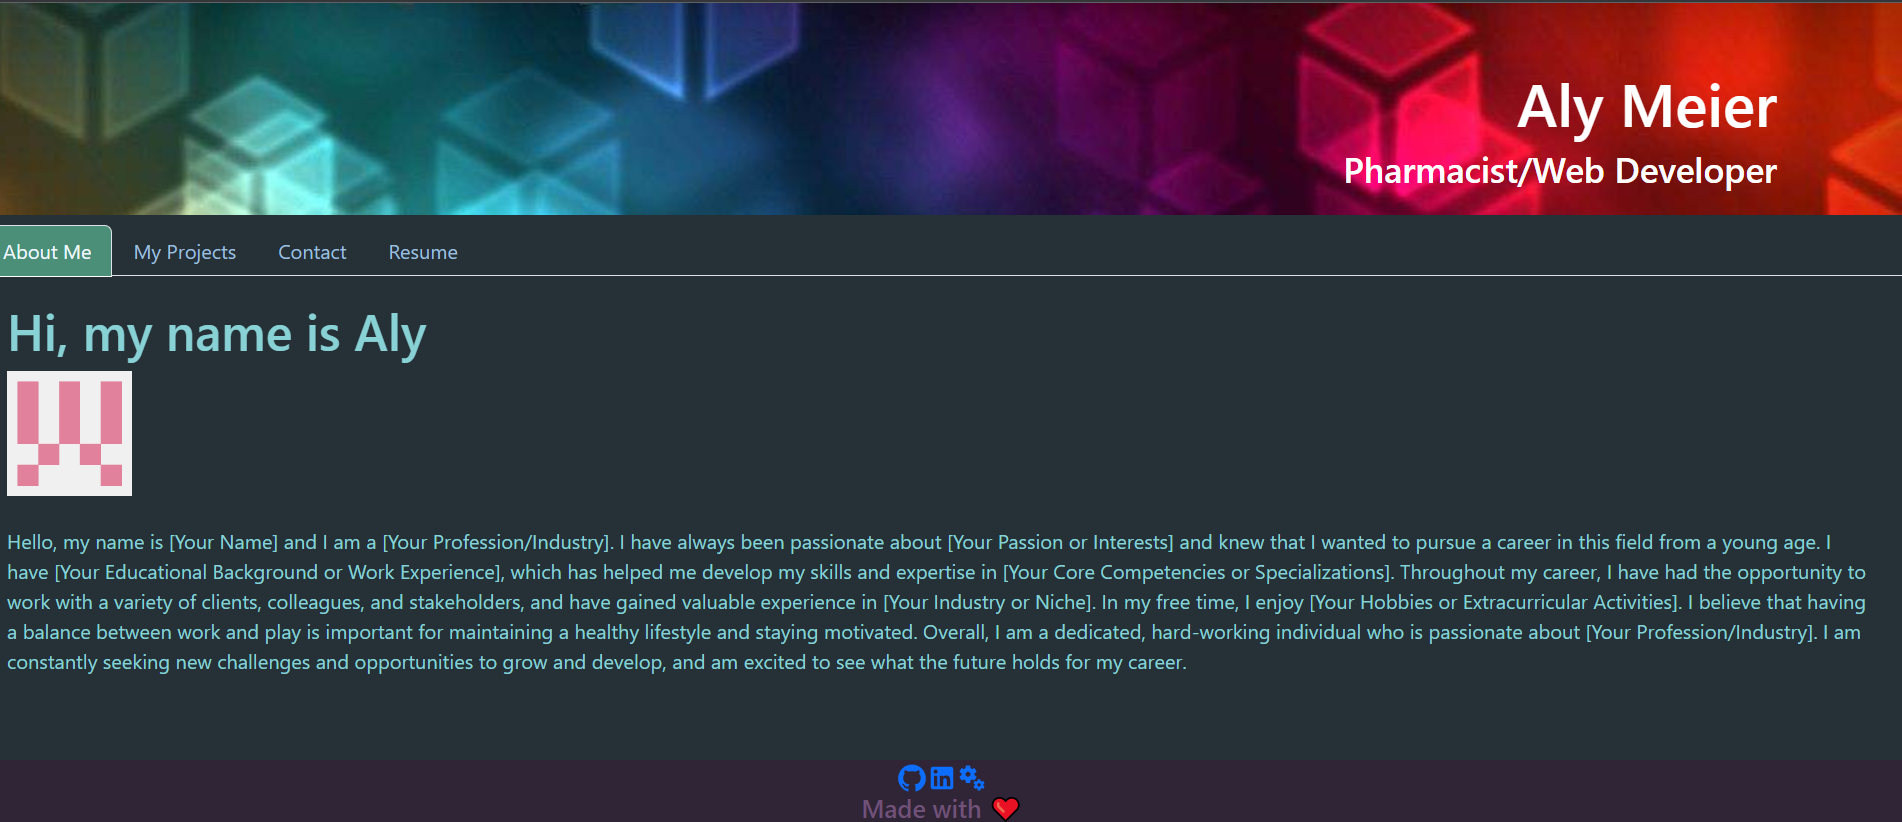 Aly Meier
Pharmacist/Web Developer
About Me My Projects Contact Resume
Hi, my name is Aly
Hello, my name is [Your Name] and I am a [Your Profession/Industry]. I have always been passionate about [Your Passion or Interests] and knew that I wanted to pursue a career in this field from a young age. I
have [Your Educational Background or Work Experience], which has helped me develop my skills and expertise in [Your Core Competencies or Specializations]. Throughout my career, I have had the opportunity to
work with a variety of clients, colleagues, and stakeholders, and have gained valuable experience in [Your Industry or Niche]. In my free time, I enjoy [Your Hobbies or Extracurricular Activities]. I believe that having
a balance between work and play is important for maintaining a healthy lifestyle and staying motivated. Overall, I am a dedicated, hard-working individual who is passionate about [Your Profession/Industry]. I am
constantly seeking new challenges and opportunities to grow and develop, and am excited to see what the future holds for my career.
Made with ❤️